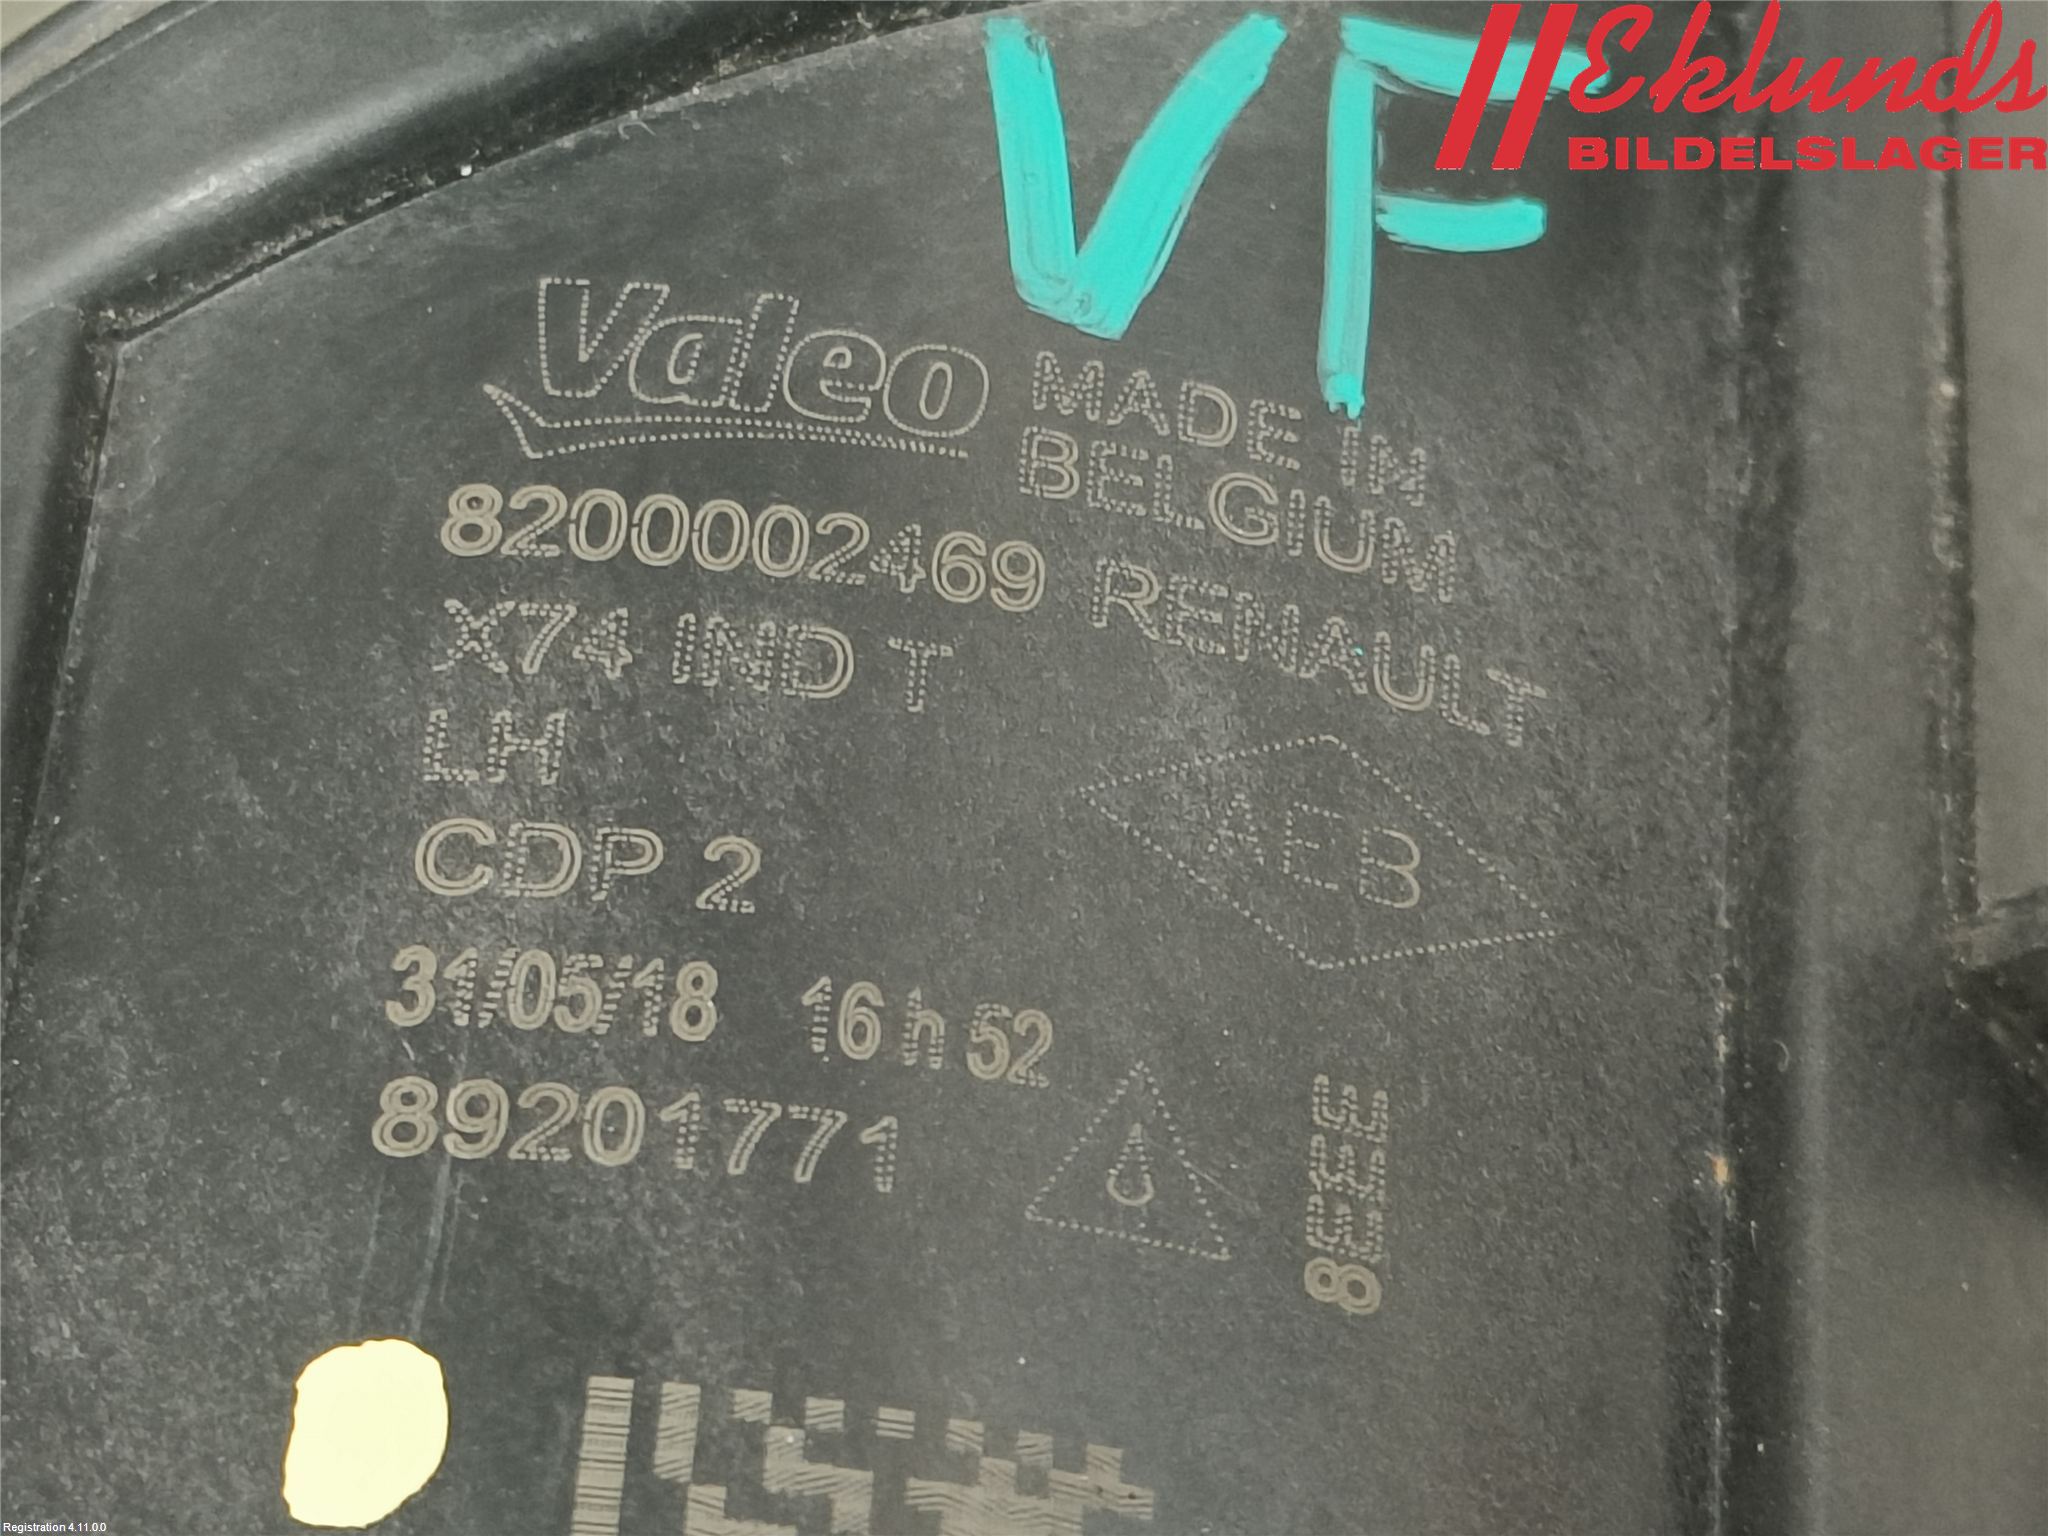 VF
Eklunds
BILDELSLAGER
Valeo
MADE IN
BELGIUM
8200002469 RENAULT
X74 IND T
LH
CDP 2
AEB
31/05/18 16 h 52
89201771
Registration 4.11.0.0